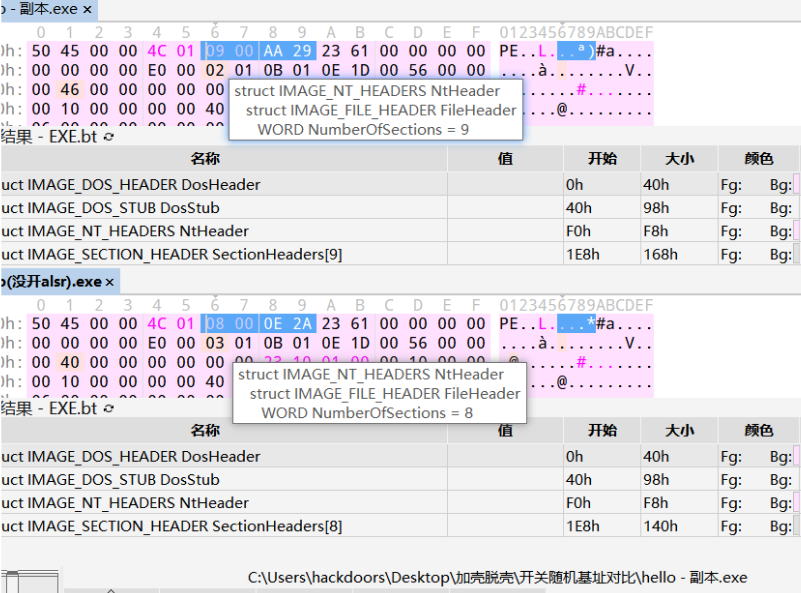 - 副本.exe ×
0 1 2 3 4 5 6 7 8 9 A B C D E F 0123456789ABCDEF
0h: 50 45 00 00 4C 01 09 00 AA 29 23 61 00 00 00 00 PE..L...ª)#a....
0h: 00 00 00 00 E0 00 02 01 0B 01 0E 1D 00 56 00 00 ....à........V..
0h: 00 46 00 00
struct IMAGE_NT_HEADERS NtHeader
struct IMAGE_FILE_HEADER FileHeader
WORD NumberOfSections = 9
0h: 00 10 00 00 00 40
结果 - EXE.bt
名称 值 开始 大小 颜色
uct IMAGE_DOS_HEADER DosHeader 0h 40h Fg: Bg:
uct IMAGE_DOS_STUB DosStub 40h 98h Fg: Bg:
uct IMAGE_NT_HEADERS NtHeader F0h F8h Fg: Bg:
uct IMAGE_SECTION_HEADER SectionHeaders[9] 1E8h 168h Fg: Bg:
(没开alsr).exe ×
0 1 2 3 4 5 6 7 8 9 A B C D E F 0123456789ABCDEF
0h: 50 45 00 00 4C 01 08 00 0E 2A 23 61 00 00 00 00 PE..L....*#a....
0h: 00 00 00 00 E0 00 03 01 0B 01 0E 1D 00 56 00 00 ....à........V..
0h: 00 40 00 00 00 00 00 00
struct IMAGE_NT_HEADERS NtHeader
struct IMAGE_FILE_HEADER FileHeader
WORD NumberOfSections = 8
0h: 00 10 00 00 00 40
结果 - EXE.bt
名称 值 开始 大小 颜色
uct IMAGE_DOS_HEADER DosHeader 0h 40h Fg: Bg:
uct IMAGE_DOS_STUB DosStub 40h 98h Fg: Bg:
uct IMAGE_NT_HEADERS NtHeader F0h F8h Fg: Bg:
uct IMAGE_SECTION_HEADER SectionHeaders[8] 1E8h 140h Fg: Bg:
C:\Users\hackdoors\Desktop\加壳脱壳\开关随机基址对比\hello - 副本.exe